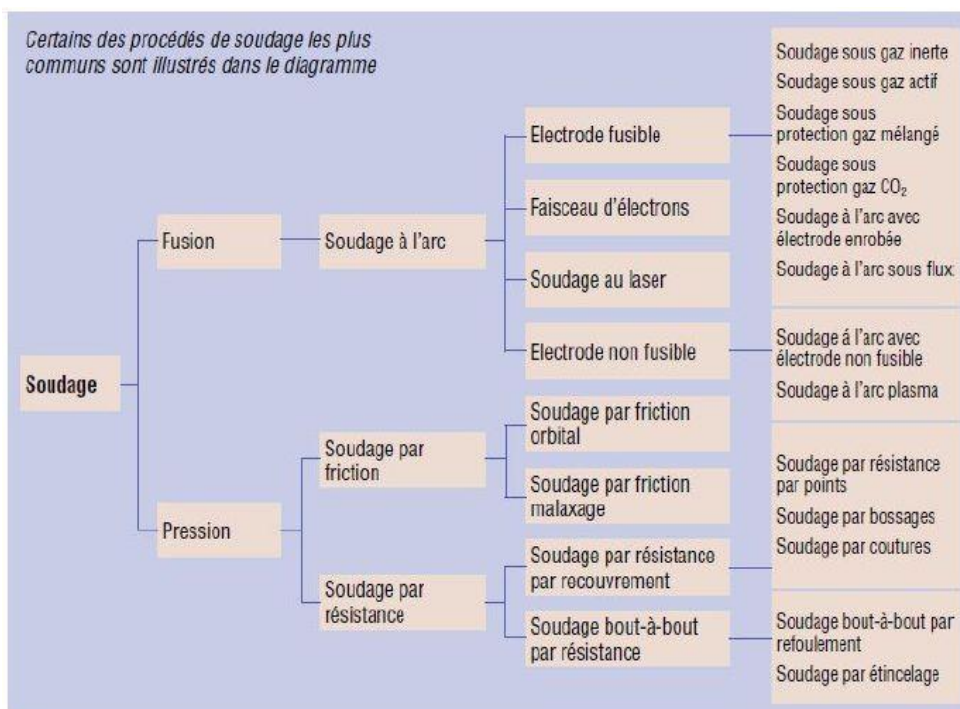 Certains des procédés de soudage les plus
communs sont illustrés dans le diagramme
Soudage
Fusion
Pression
Soudage à l'arc
Soudage par
friction
Soudage par
résistance
Electrode fusible
Faisceau d'électrons
Soudage au laser
Electrode non fusible
Soudage par friction
orbital
Soudage par friction
malaxage
Soudage par résistance
par recouvrement
Soudage bout-à-bout
par résistance
Soudage sous gaz inerte
Soudage sous gaz actif
Soudage sous
protection gaz mélangé
Soudage sous
protection gaz CO₂
Soudage à l'arc avec
électrode enrobée
Soudage à l'arc sous flux
Soudage á l'arc avec
électrode non fusible
Soudage à l'arc plasma
Soudage par résistance
par points
Soudage par bossages
Soudage par coutures
Soudage bout-à-bout par
refoulement
Soudage par étincelage